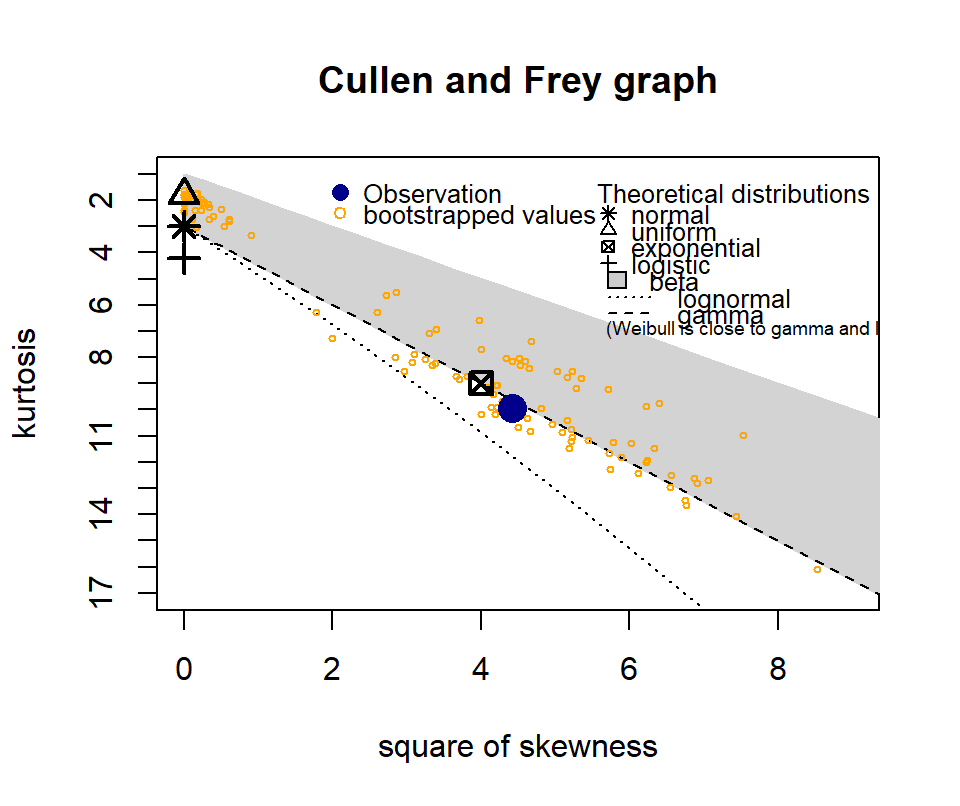 Cullen and Frey graph
Observation
bootstrapped values
Theoretical distributions
normal
uniform
exponential
logistic
beta
lognormal
gamma
(Weibull is close to gamma and l
kurtosis
2
4
6
8
11
14
17
0 2 4 6 8
square of skewness